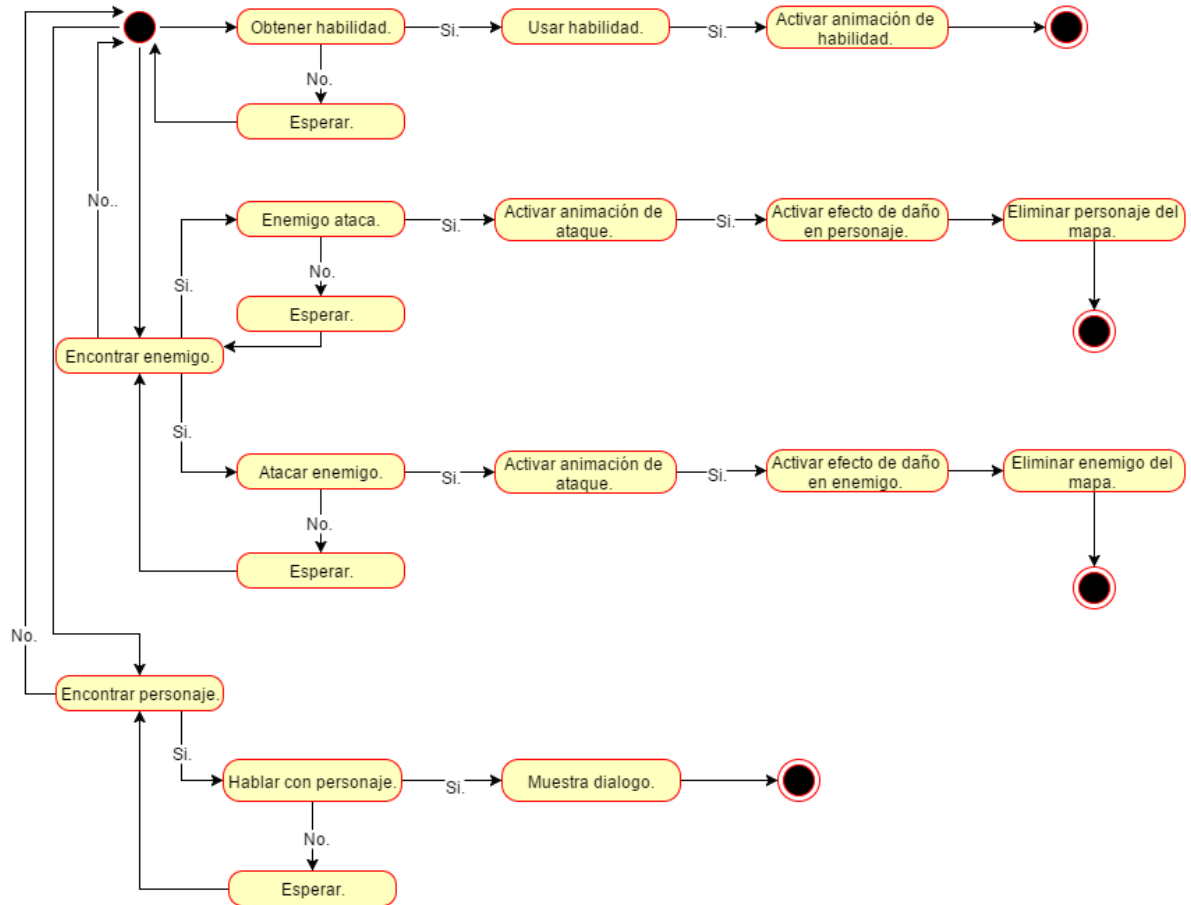 Obtener habilidad.
Si.
Usar habilidad.
Si.
Activar animación de
habilidad.
No.
Esperar.
No..
Si.
Enemigo ataca.
Si.
Activar animación de
ataque.
Si.
Activar efecto de daño
en personaje.
Eliminar personaje del
mapa.
No.
Esperar.
Encontrar enemigo.
Si.
Atacar enemigo.
Si.
Activar animación de
ataque.
Si.
Activar efecto de daño
en enemigo.
Eliminar enemigo del
mapa.
No.
Esperar.
No.
Encontrar personaje.
Si.
Hablar con personaje.
Si.
Muestra dialogo.
No.
Esperar.